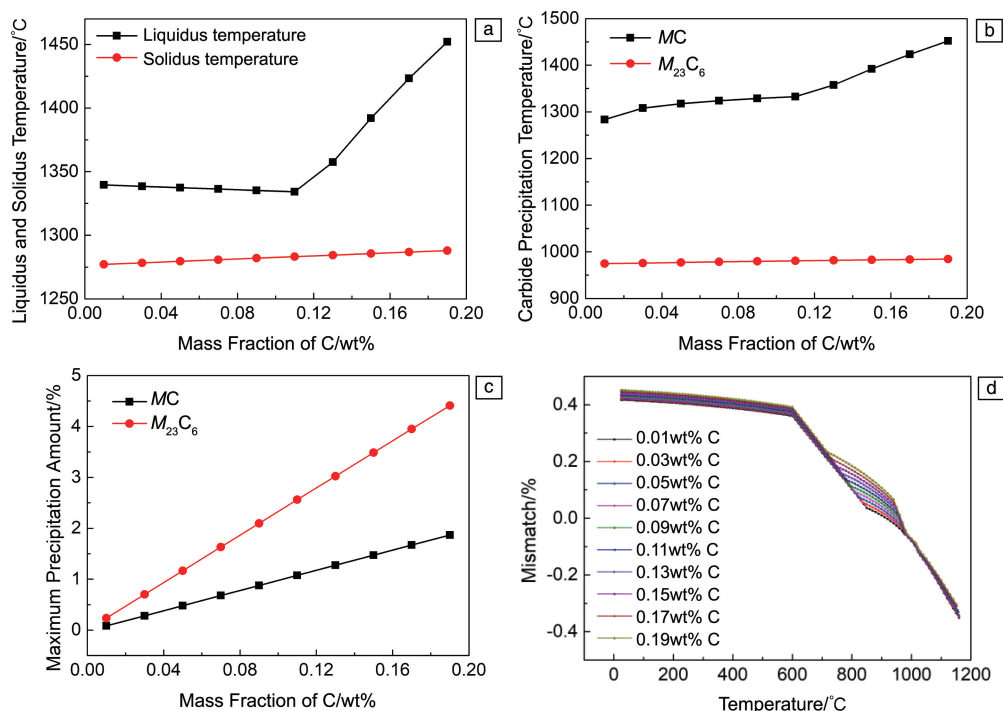 a
Liquidus temperature
Solidus temperature
Liquidus and Solidus Temperature/°C
1450
1400
1350
1300
1250
0.00 0.04 0.08 0.12 0.16 0.20
Mass Fraction of C/wt%
b
MC
M23C6
Carbide Precipitation Temperature/°C
1500
1400
1300
1200
1100
1000
900
0.00 0.04 0.08 0.12 0.16 0.20
Mass Fraction of C/wt%
c
MC
M23C6
Maximum Precipitation Amount/%
5
4
3
2
1
0
0.00 0.04 0.08 0.12 0.16 0.20
Mass Fraction of C/wt%
d
Mismatch/%
0.4
0.2
0.0
-0.2
-0.4
0.01wt% C
0.03wt% C
0.05wt% C
0.07wt% C
0.09wt% C
0.11wt% C
0.13wt% C
0.15wt% C
0.17wt% C
0.19wt% C
0 200 400 600 800 1000 1200
Temperature/°C